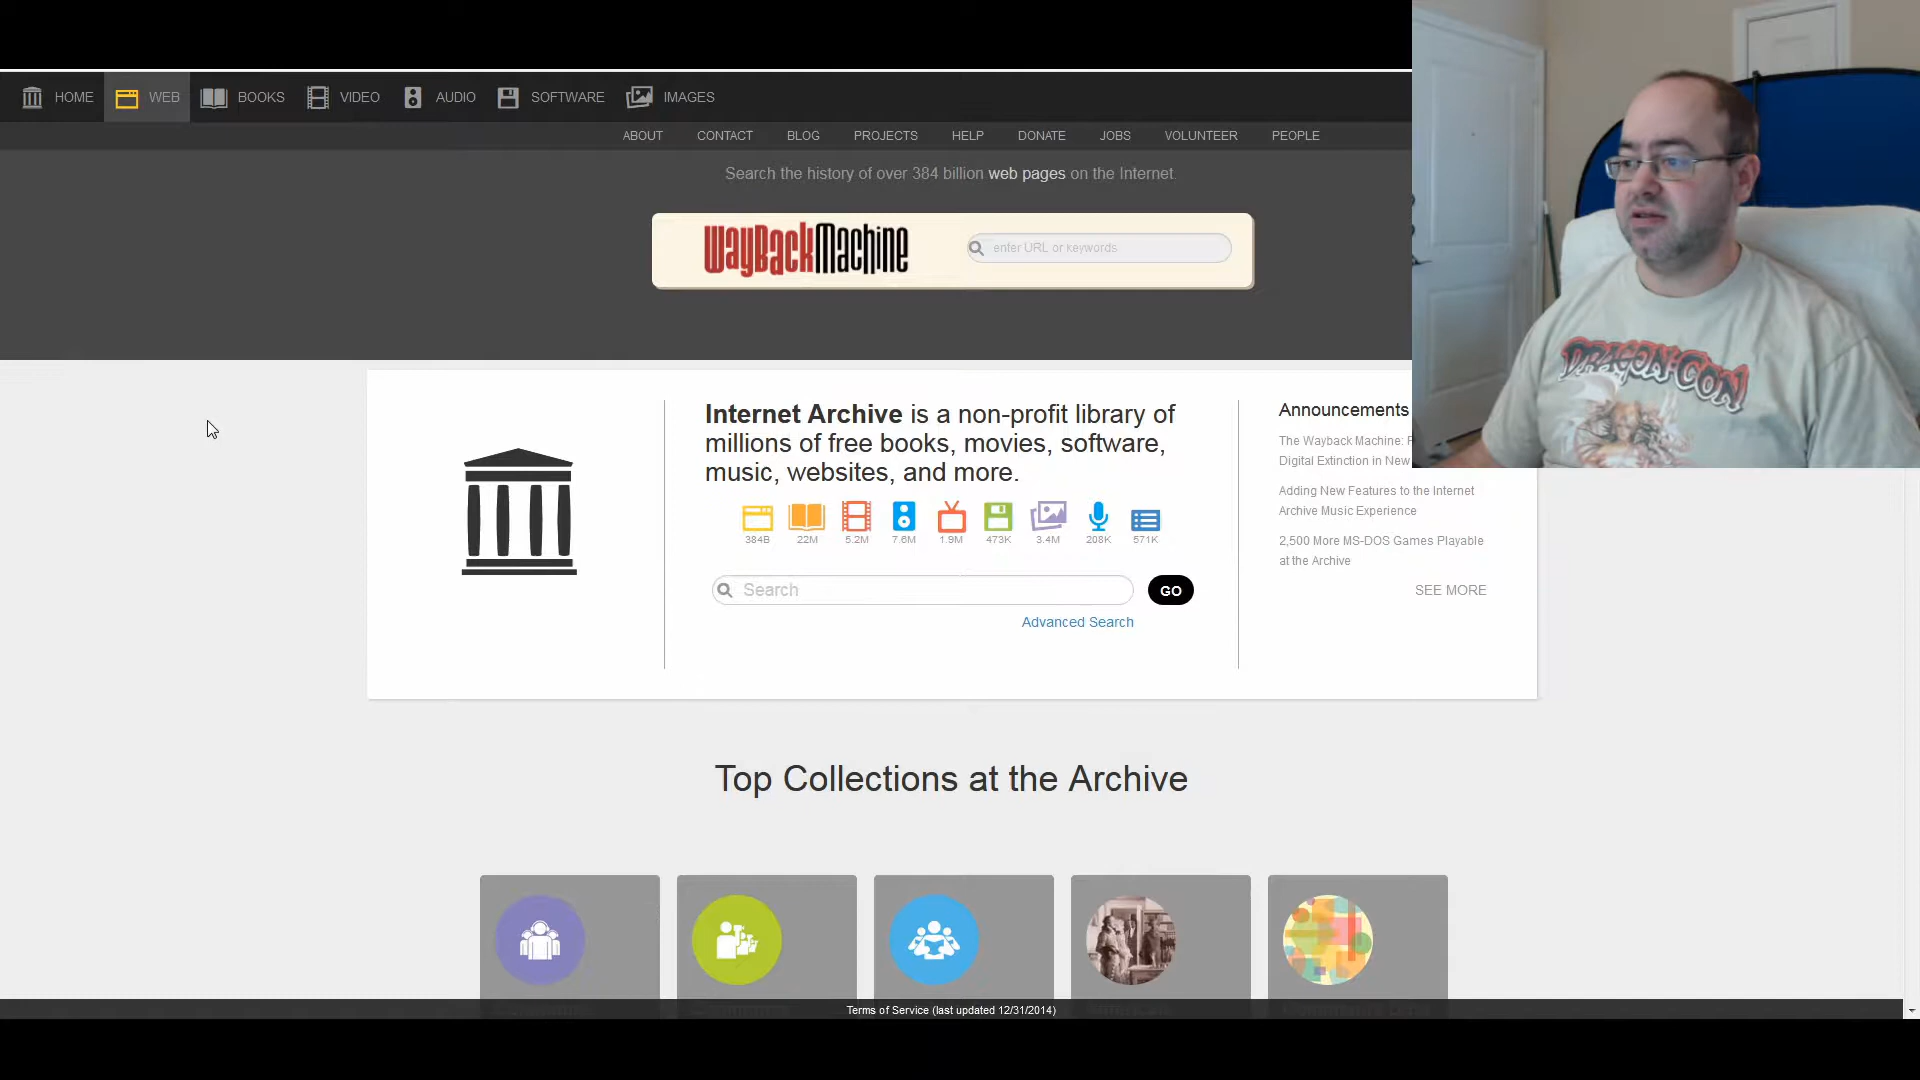 HOME WEB BOOKS VIDEO AUDIO SOFTWARE IMAGES
ABOUT CONTACT BLOG PROJECTS HELP DONATE JOBS VOLUNTEER PEOPLE
Search the history of over 384 billion web pages on the Internet.
WayBackMachine
enter URL or keywords
Internet Archive is a non-profit library of
millions of free books, movies, software,
music, websites, and more.
384B 22M 5.2M 7.6M 1.9M 473K 3.4M 208K 571K
Search
GO
Advanced Search
Announcements
The Wayback Machine:
Digital Extinction in New
Adding New Features to the Internet
Archive Music Experience
2,500 More MS-DOS Games Playable
at the Archive
SEE MORE
DRAGON-CON
Top Collections at the Archive
Terms of Service (last updated 12/31/2014)